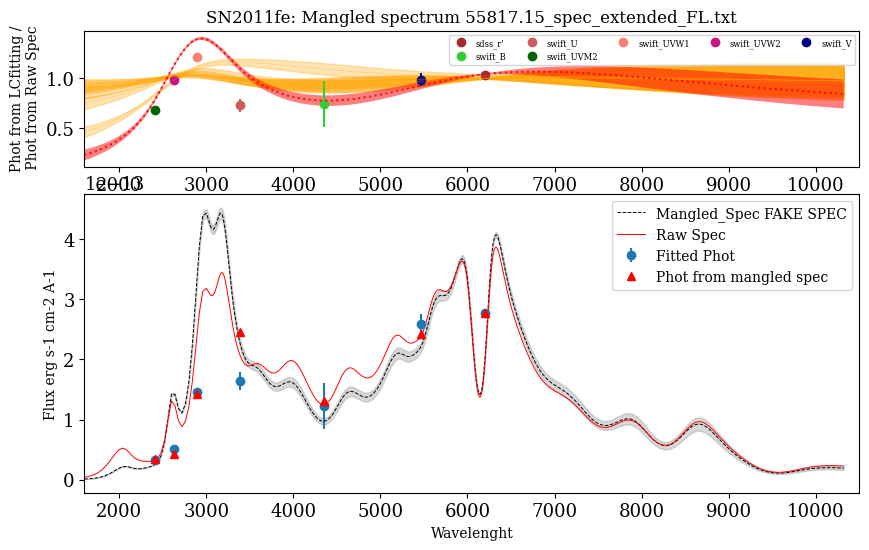 SN2011fe: Mangled spectrum 55817.15_spec_extended_FL.txt
Phot from LCfitting /
Phot from Raw Spec
1.0
0.5
sdss_r'
swift_B
swift_U
swift_UVM2
swift_UVW1
swift_UVW2
swift_V
2000 3000 4000 5000 6000 7000 8000 9000 10000
1e−13
Flux erg s-1 cm-2 A-1
4
3
2
1
0
Mangled_Spec FAKE SPEC
Raw Spec
Fitted Phot
Phot from mangled spec
2000 3000 4000 5000 6000 7000 8000 9000 10000
Wavelenght